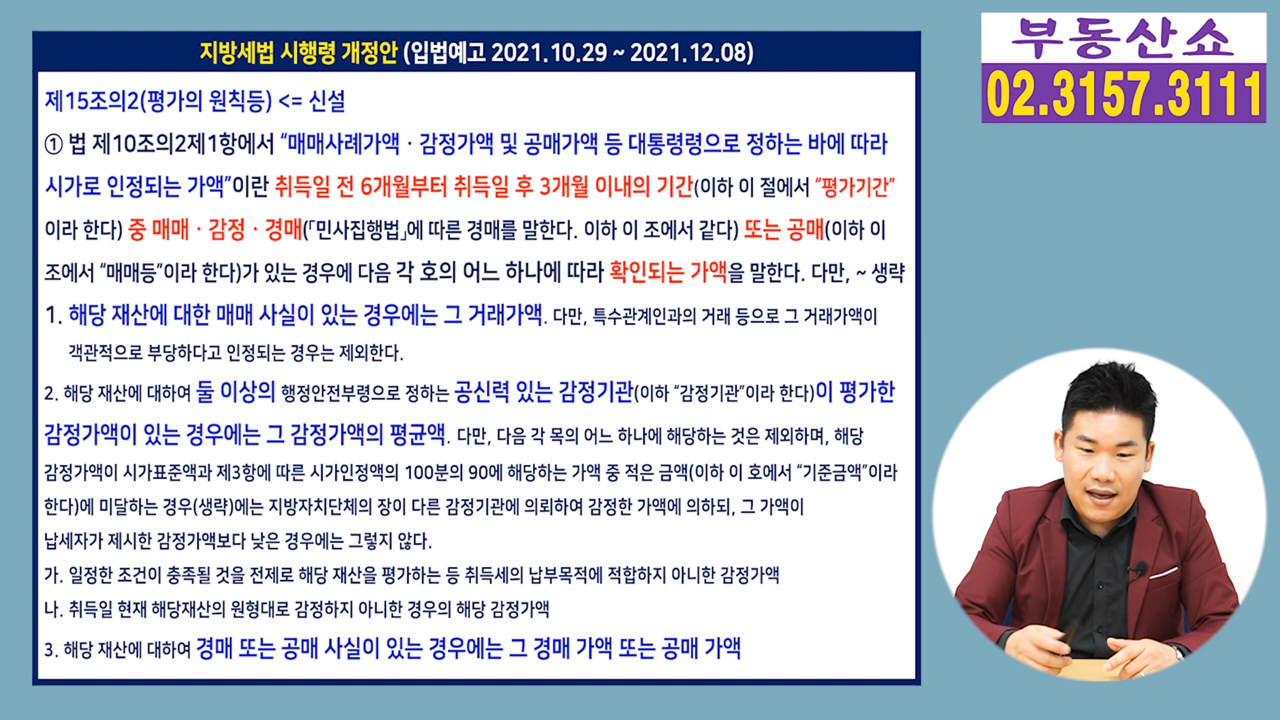 지방세법 시행령 개정안 (입법예고 2021.10.29 ~ 2021.12.08)
부동산쇼
02.3157.3111
제15조의2(평가의 원칙등) <= 신설
① 법 제10조의2제1항에서 “매매사례가액ㆍ감정가액 및 공매가액 등 대통령령으로 정하는 바에 따라
시가로 인정되는 가액”이란 취득일 전 6개월부터 취득일 후 3개월 이내의 기간(이하 이 절에서 “평가기간”
이라 한다) 중 매매ㆍ감정ㆍ경매(「민사집행법」에 따른 경매를 말한다. 이하 이 조에서 같다) 또는 공매(이하 이
조에서 “매매등”이라 한다)가 있는 경우에 다음 각 호의 어느 하나에 따라 확인되는 가액을 말한다. 다만, ~ 생략
1. 해당 재산에 대한 매매 사실이 있는 경우에는 그 거래가액. 다만, 특수관계인과의 거래 등으로 그 거래가액이
객관적으로 부당하다고 인정되는 경우는 제외한다.
2. 해당 재산에 대하여 둘 이상의 행정안전부령으로 정하는 공신력 있는 감정기관(이하 “감정기관”이라 한다)이 평가한
감정가액이 있는 경우에는 그 감정가액의 평균액. 다만, 다음 각 목의 어느 하나에 해당하는 것은 제외하며, 해당
감정가액이 시가표준액과 제3항에 따른 시가인정액의 100분의 90에 해당하는 가액 중 적은 금액(이하 이 호에서 “기준금액”이라
한다)에 미달하는 경우(생략)에는 지방자치단체의 장이 다른 감정기관에 의뢰하여 감정한 가액에 의하되, 그 가액이
납세자가 제시한 감정가액보다 낮은 경우에는 그렇지 않다.
가. 일정한 조건이 충족될 것을 전제로 해당 재산을 평가하는 등 취득세의 납부목적에 적합하지 아니한 감정가액
나. 취득일 현재 해당재산의 원형대로 감정하지 아니한 경우의 해당 감정가액
3. 해당 재산에 대하여 경매 또는 공매 사실이 있는 경우에는 그 경매 가액 또는 공매 가액